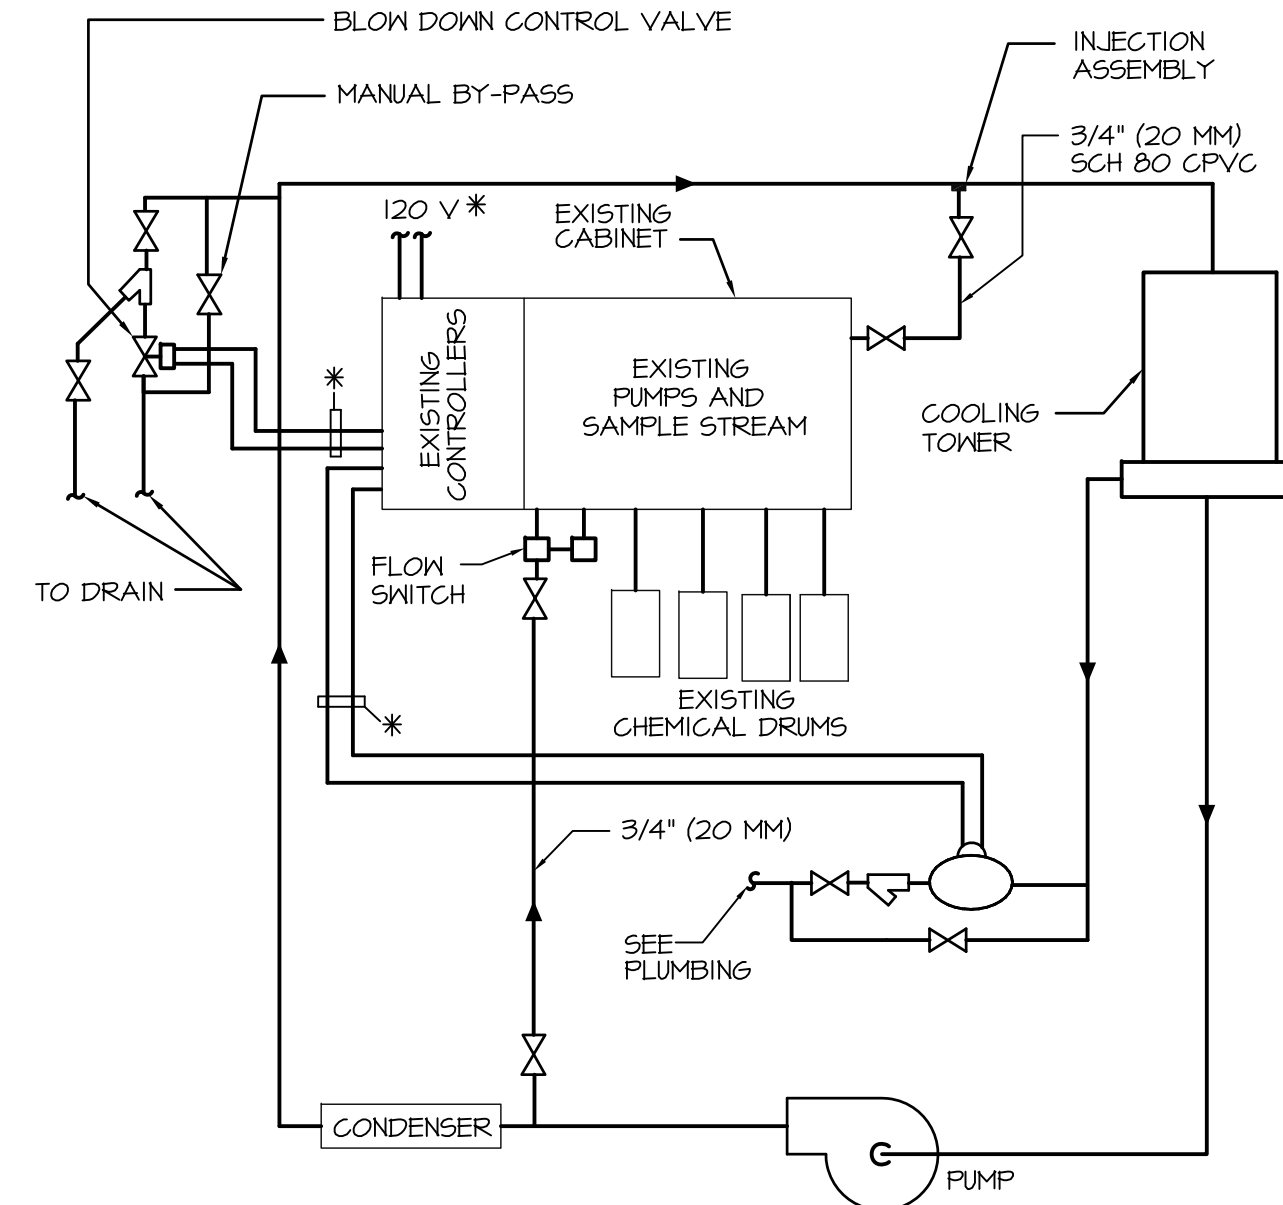 BLOW DOWN CONTROL VALVE
INJECTION
ASSEMBLY
MANUAL BY-PASS
3/4" (20 MM)
SCH 80 CPVC
120 V *
EXISTING
CABINET
EXISTING
CONTROLLERS
EXISTING
PUMPS AND
SAMPLE STREAM
*
COOLING
TOWER
FLOW
SWITCH
TO DRAIN
EXISTING
CHEMICAL DRUMS
*
3/4" (20 MM)
SEE
PLUMBING
CONDENSER
PUMP